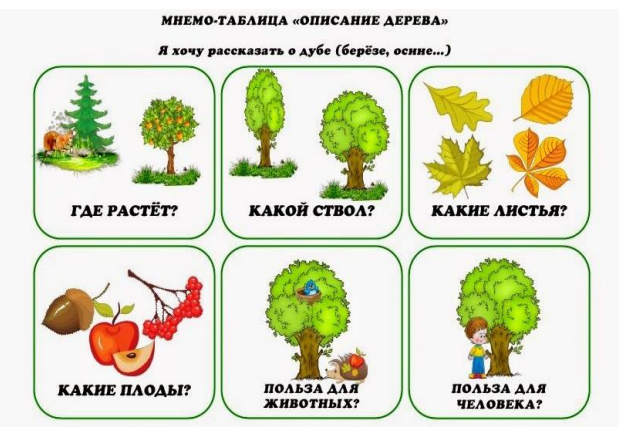 МНЕМО-ТАБЛИЦА «ОПИСАНИЕ ДЕРЕВА»
Я хочу рассказать о дубе (берёзе, осине...)
ГДЕ РАСТЁТ?
КАКОЙ СТВОЛ?
КАКИЕ ЛИСТЬЯ?
КАКИЕ ПЛОДЫ?
ПОЛЬЗА ДЛЯ
ЖИВОТНЫХ?
ПОЛЬЗА ДЛЯ
ЧЕЛОВЕКА?